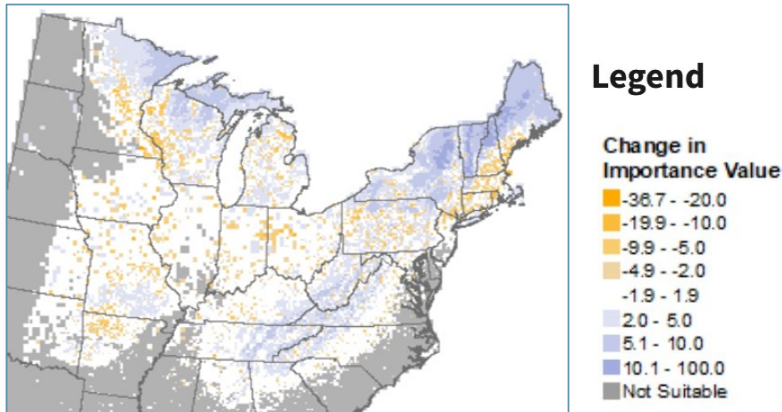 Legend
Change in
Importance Value
-36.7 - -20.0
-19.9 - -10.0
-9.9 - -5.0
-4.9 - -2.0
-1.9 - 1.9
2.0 - 5.0
5.1 - 10.0
10.1 - 100.0
Not Suitable